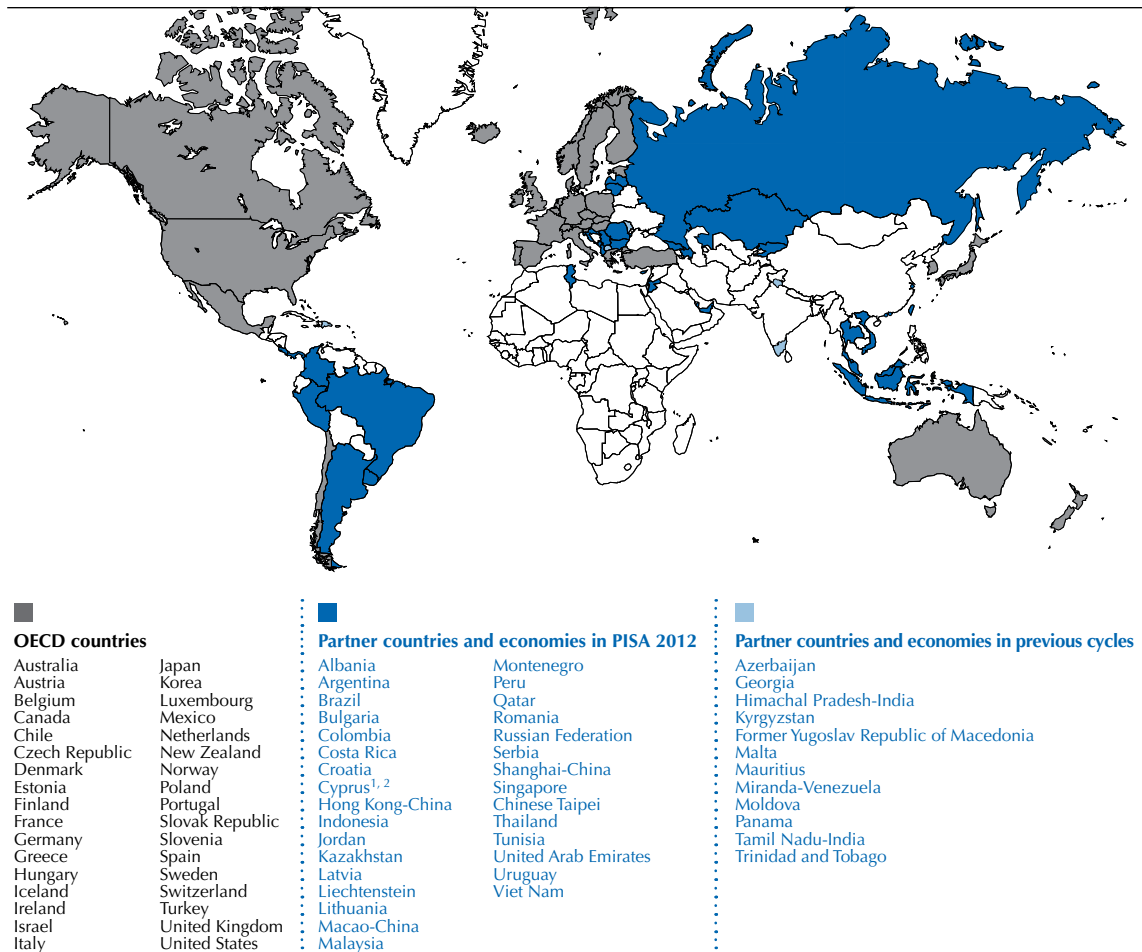 OECD countries
Australia
Austria
Belgium
Canada
Chile
Czech Republic
Denmark
Estonia
Finland
France
Germany
Greece
Hungary
Iceland
Ireland
Israel
Italy
Japan
Korea
Luxembourg
Mexico
Netherlands
New Zealand
Norway
Poland
Portugal
Slovak Republic
Slovenia
Spain
Sweden
Switzerland
Turkey
United Kingdom
United States
Partner countries and economies in PISA 2012
Albania
Argentina
Brazil
Bulgaria
Colombia
Costa Rica
Croatia
Cyprus1, 2
Hong Kong-China
Indonesia
Jordan
Kazakhstan
Latvia
Liechtenstein
Lithuania
Macao-China
Malaysia
Montenegro
Peru
Qatar
Romania
Russian Federation
Serbia
Shanghai-China
Singapore
Chinese Taipei
Thailand
Tunisia
United Arab Emirates
Uruguay
Viet Nam
Partner countries and economies in previous cycles
Azerbaijan
Georgia
Himachal Pradesh-India
Kyrgyzstan
Former Yugoslav Republic of Macedonia
Malta
Mauritius
Miranda-Venezuela
Moldova
Panama
Tamil Nadu-India
Trinidad and Tobago